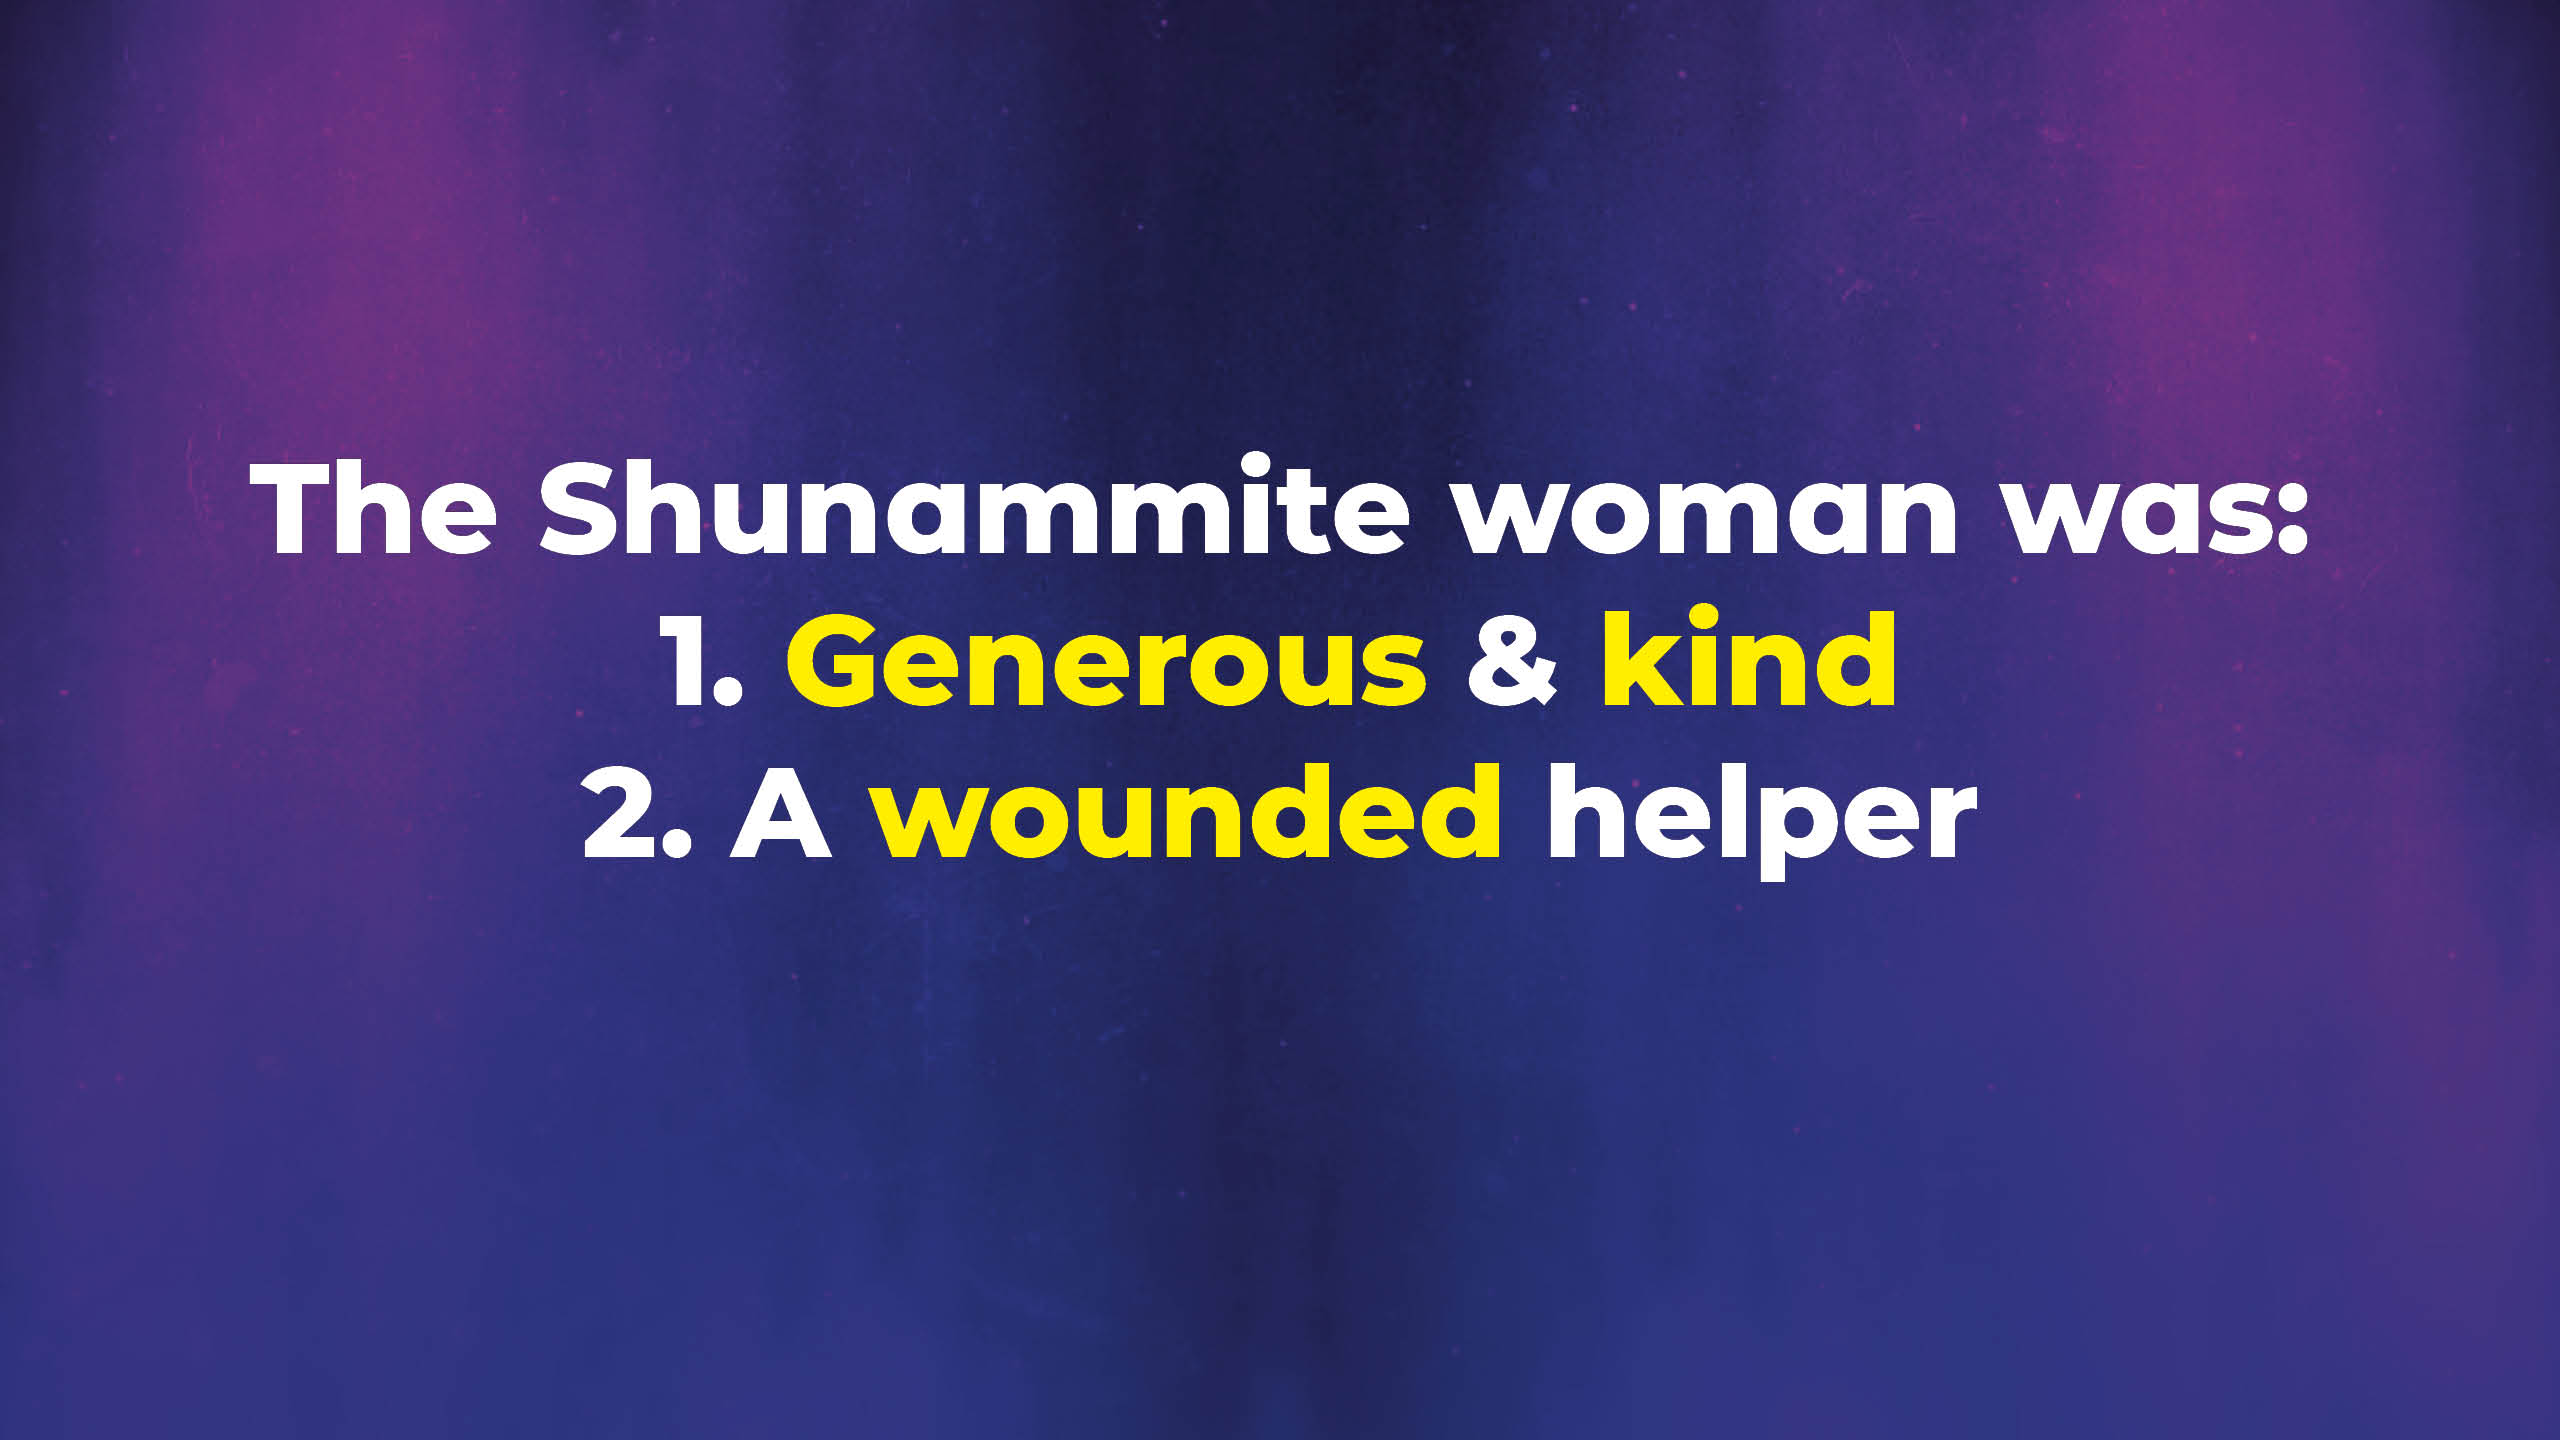 The Shunammite woman was:
1. Generous & kind
2. A wounded helper